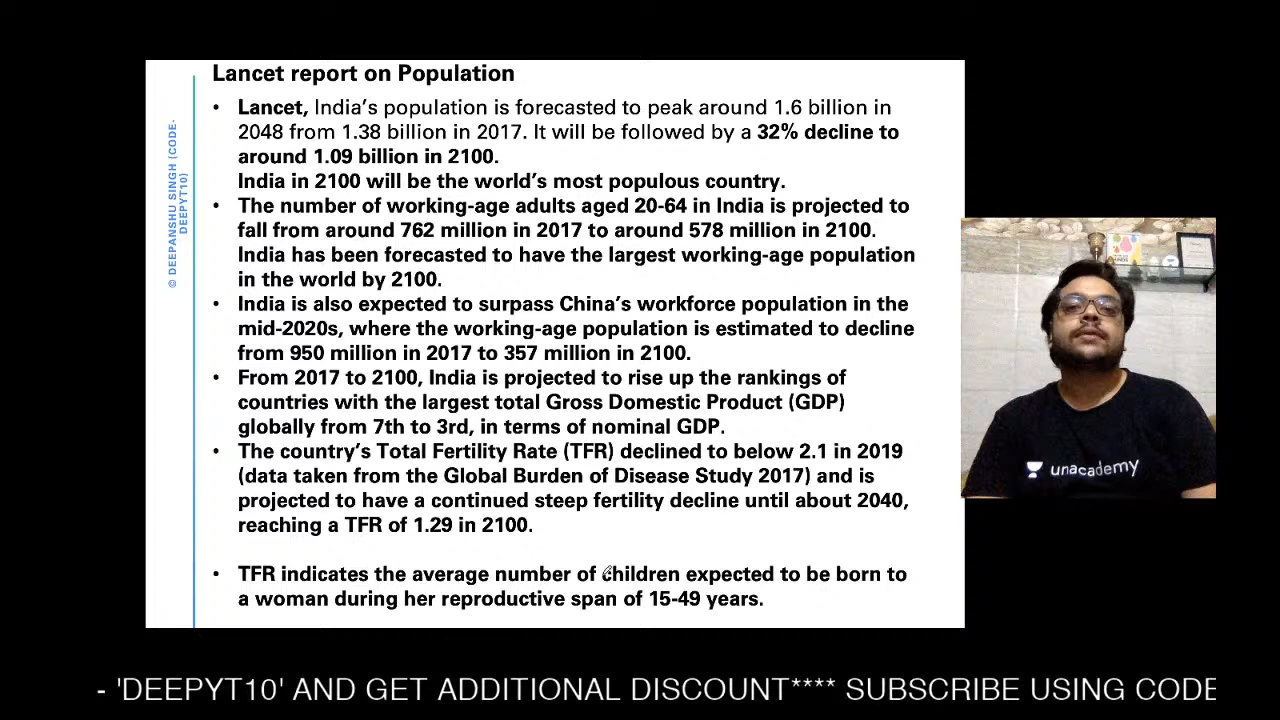 Lancet report on Population
• Lancet, India's population is forecasted to peak around 1.6 billion in
2048 from 1.38 billion in 2017. It will be followed by a 32% decline to
around 1.09 billion in 2100.
India in 2100 will be the world's most populous country.
• The number of working-age adults aged 20-64 in India is projected to
fall from around 762 million in 2017 to around 578 million in 2100.
India has been forecasted to have the largest working-age population
in the world by 2100.
• India is also expected to surpass China's workforce population in the
mid-2020s, where the working-age population is estimated to decline
from 950 million in 2017 to 357 million in 2100.
• From 2017 to 2100, India is projected to rise up the rankings of
countries with the largest total Gross Domestic Product (GDP)
globally from 7th to 3rd, in terms of nominal GDP.
• The country's Total Fertility Rate (TFR) declined to below 2.1 in 2019
(data taken from the Global Burden of Disease Study 2017) and is
projected to have a continued steep fertility decline until about 2040,
reaching a TFR of 1.29 in 2100.
• TFR indicates the average number of children expected to be born to
a woman during her reproductive span of 15-49 years.
© DEEPANSHU SINGH (CODE-
DEEPYT10)
unacademy
- 'DEEPYT10' AND GET ADDITIONAL DISCOUNT**** SUBSCRIBE USING CODE